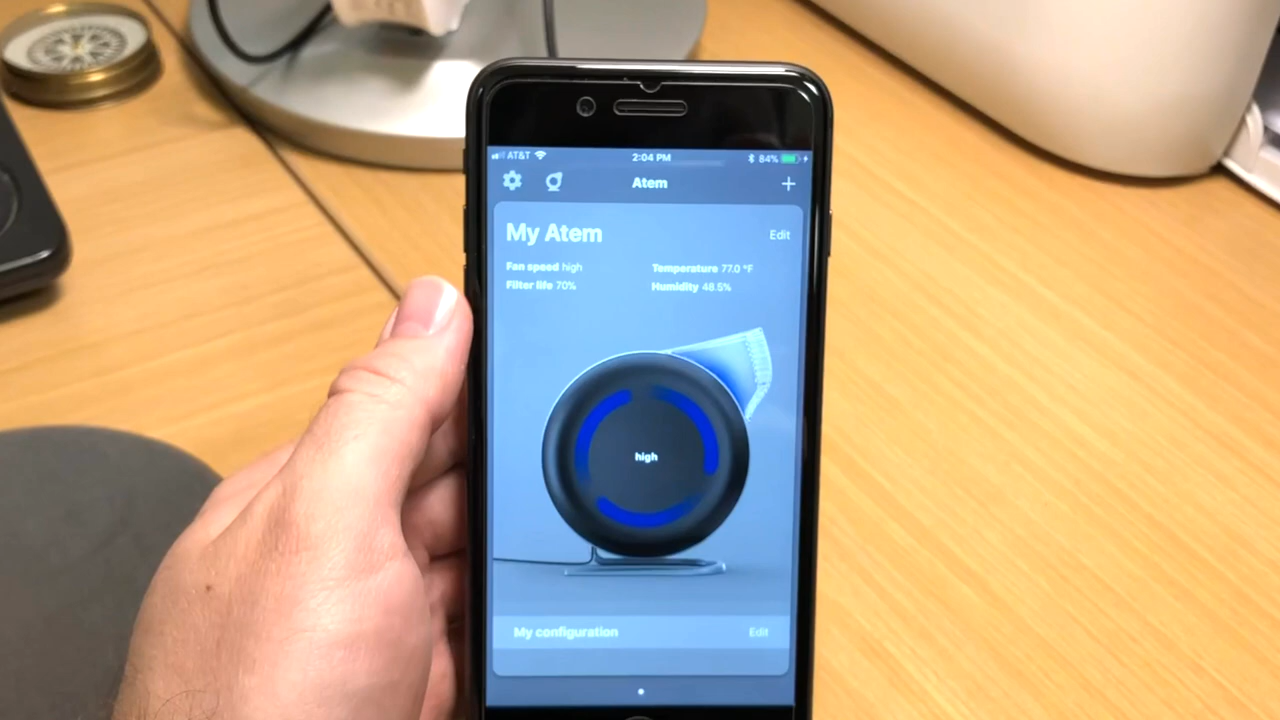 AT&T 2:04 PM 84%
Atem
My Atem Edit
Fan speed high Temperature 77.0 °F
Filter life 70% Humidity 48.5%
high
My configuration Edit